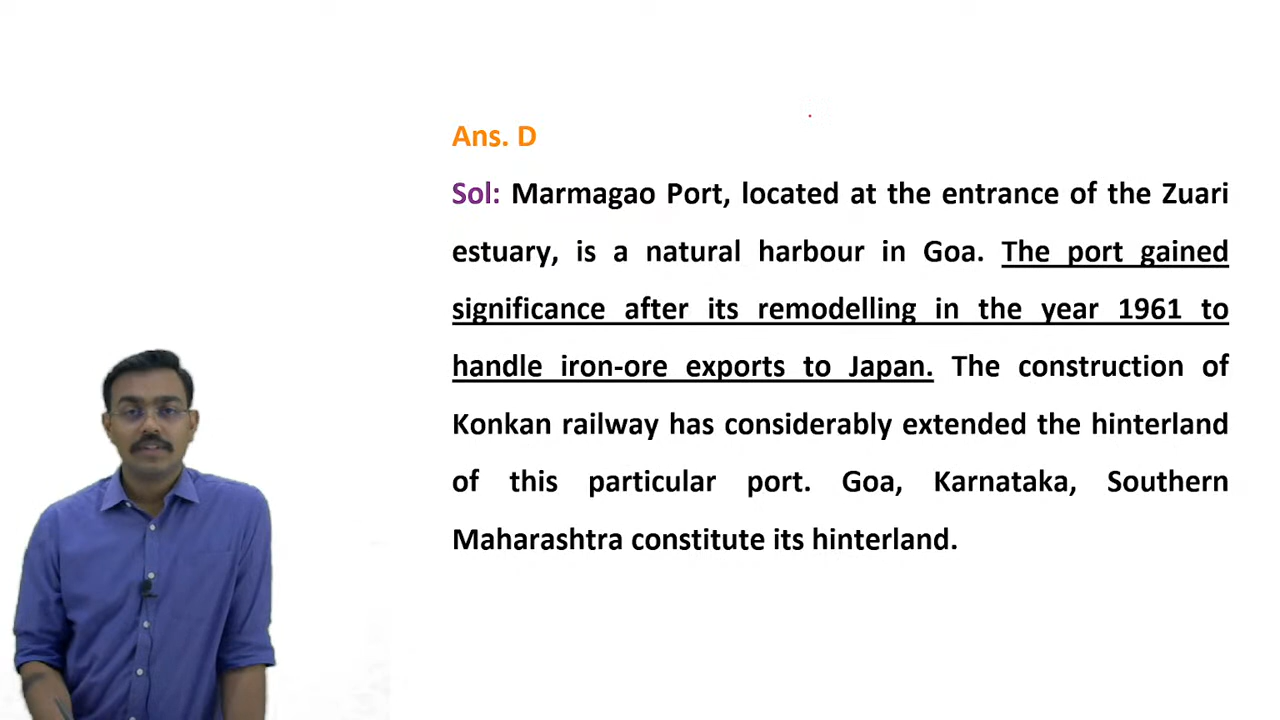 Ans. D
Sol: Marmagao Port, located at the entrance of the Zuari
estuary, is a natural harbour in Goa. The port gained
significance after its remodelling in the year 1961 to
handle iron-ore exports to Japan. The construction of
Konkan railway has considerably extended the hinterland
of this particular port. Goa, Karnataka, Southern
Maharashtra constitute its hinterland.